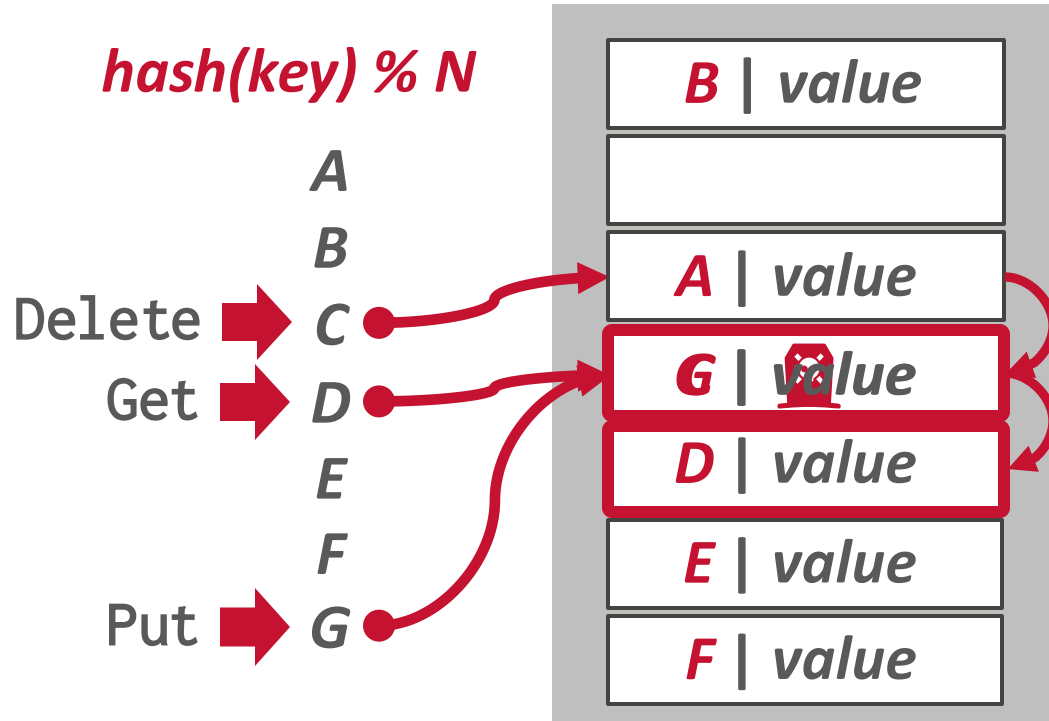 hash(key) % N
A
B
Delete C
Get D
E
F
Put G
B | value
A | value
G | value
D | value
E | value
F | value